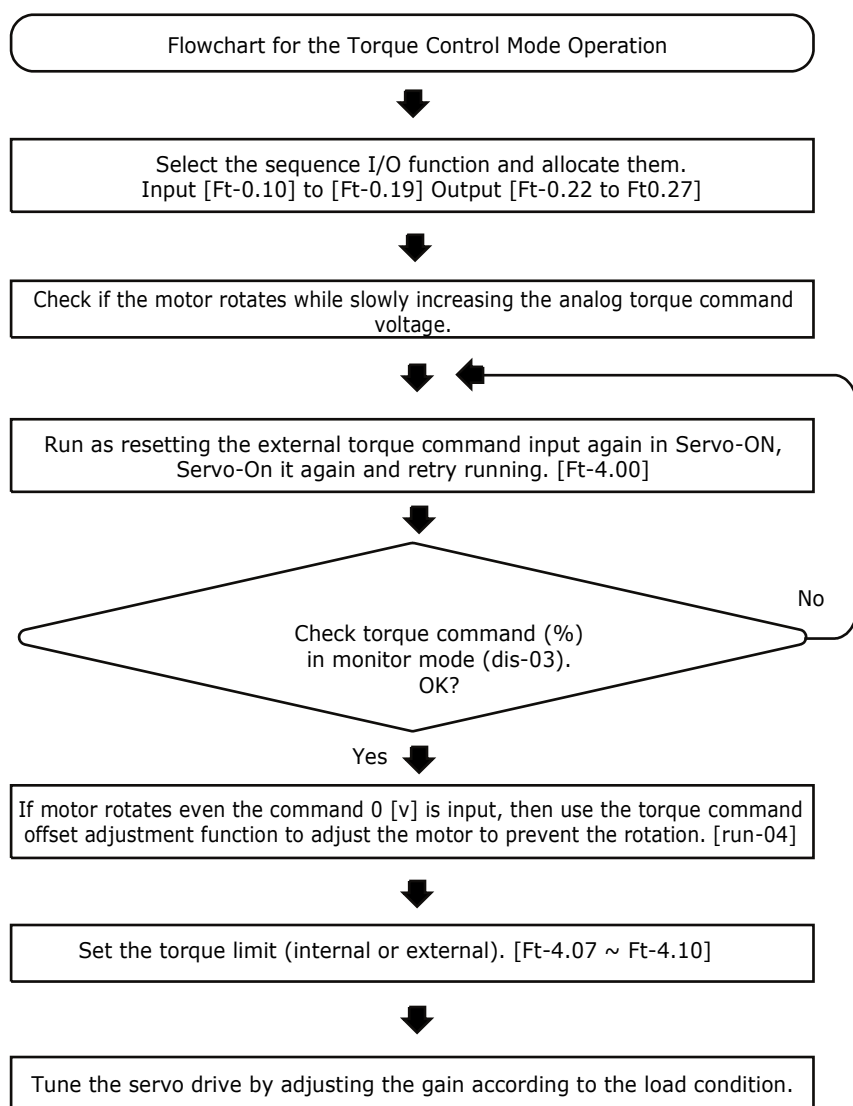 Flowchart for the Torque Control Mode Operation
Select the sequence I/O function and allocate them.
Input [Ft-0.10] to [Ft-0.19] Output [Ft-0.22 to Ft0.27]
Check if the motor rotates while slowly increasing the analog torque command
voltage.
Run as resetting the external torque command input again in Servo-ON,
Servo-On it again and retry running. [Ft-4.00]
No
Check torque command (%)
in monitor mode (dis-03).
OK?
Yes
If motor rotates even the command 0 [v] is input, then use the torque command
offset adjustment function to adjust the motor to prevent the rotation. [run-04]
Set the torque limit (internal or external). [Ft-4.07 ~ Ft-4.10]
Tune the servo drive by adjusting the gain according to the load condition.